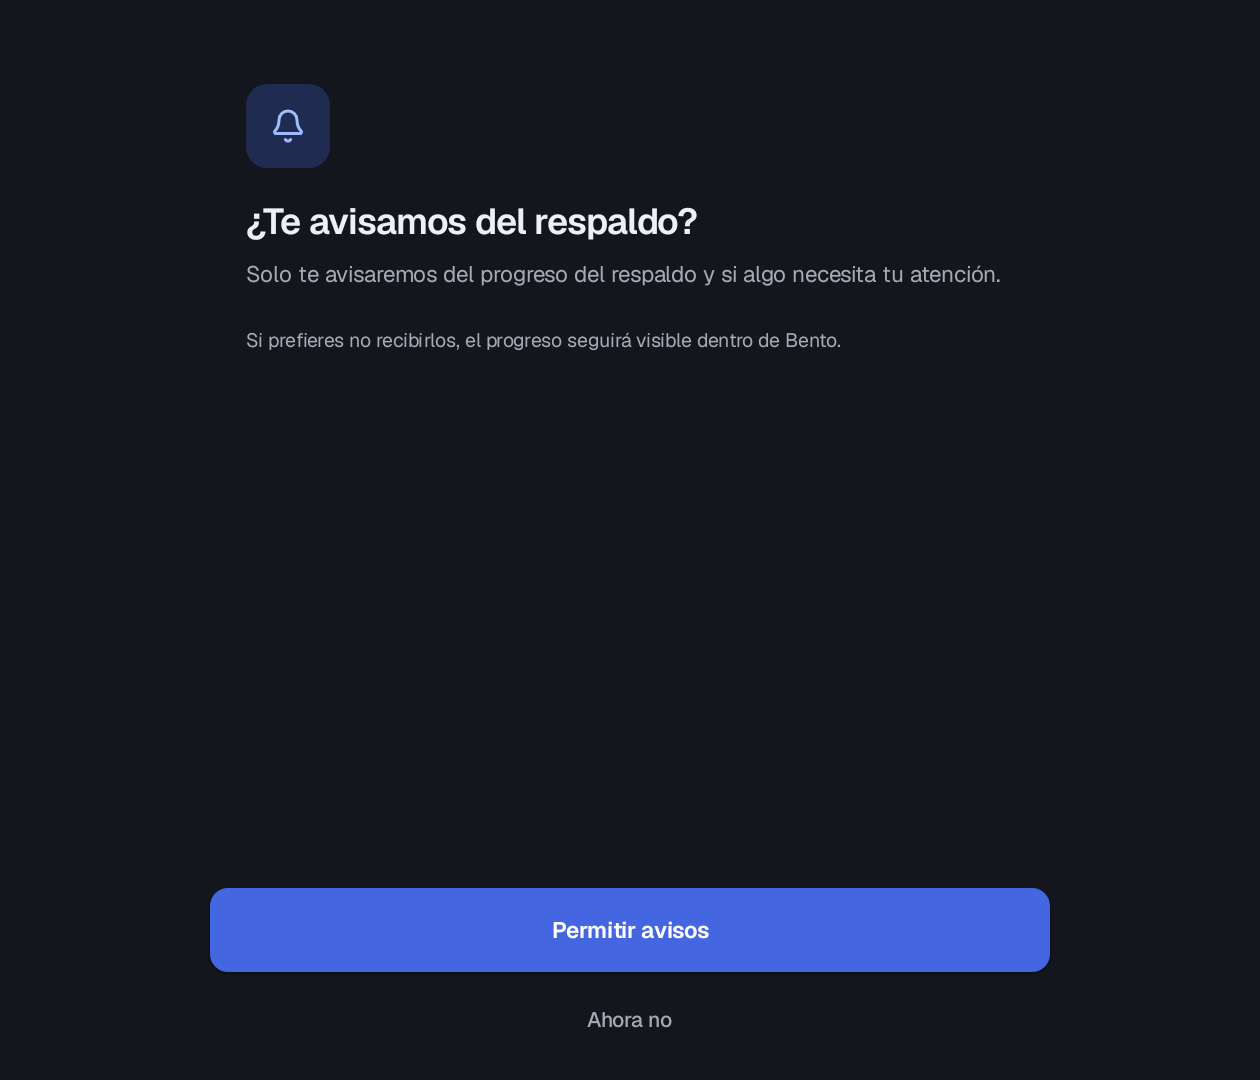 ¿Te avisamos del respaldo?
Solo te avisaremos del progreso del respaldo y si algo necesita tu atención.
Si prefieres no recibirlos, el progreso seguirá visible dentro de Bento.
Permitir avisos
Ahora no